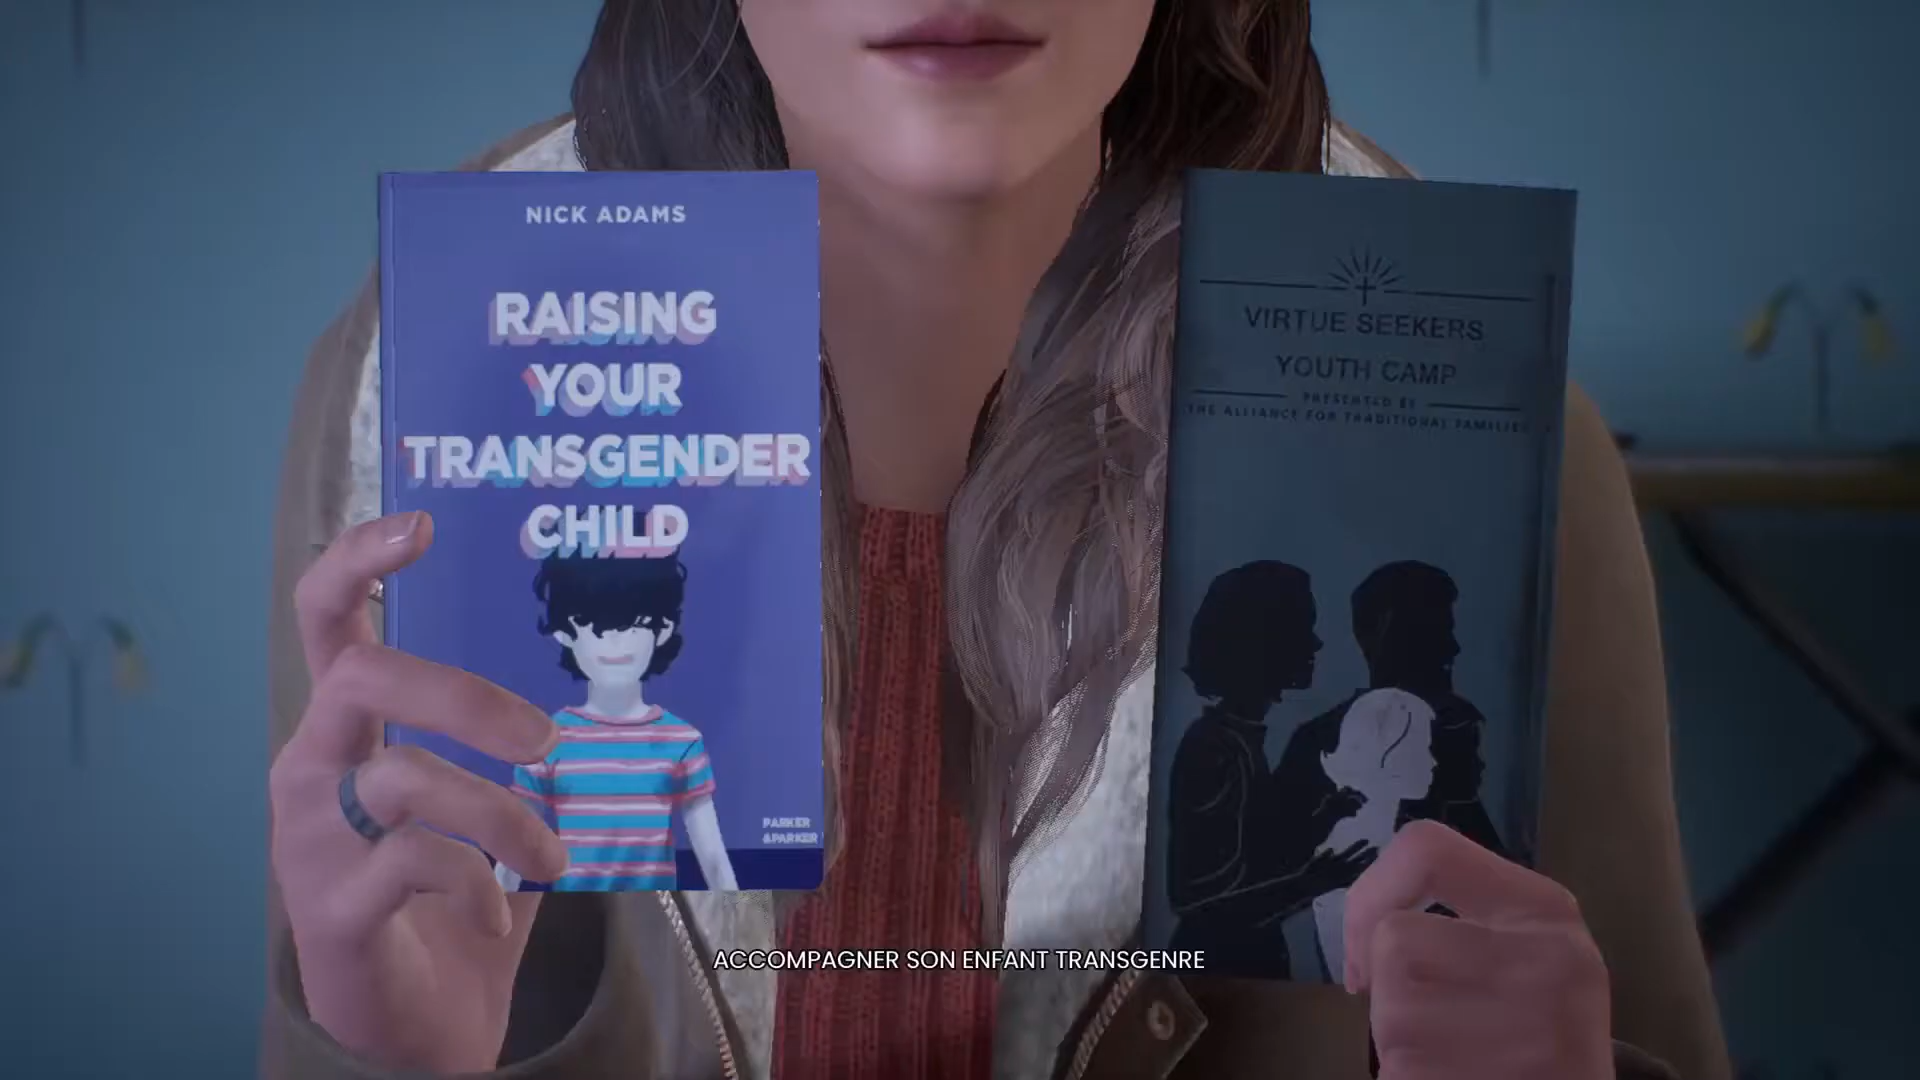 NICK ADAMS
RAISING
YOUR
TRANSGENDER
CHILD
PARKER
&PARKER
VIRTUE SEEKERS
YOUTH CAMP
PRESENTED BY
THE ALLIANCE FOR TRADITIONAL FAMILIES
ACCOMPAGNER SON ENFANT TRANSGENRE